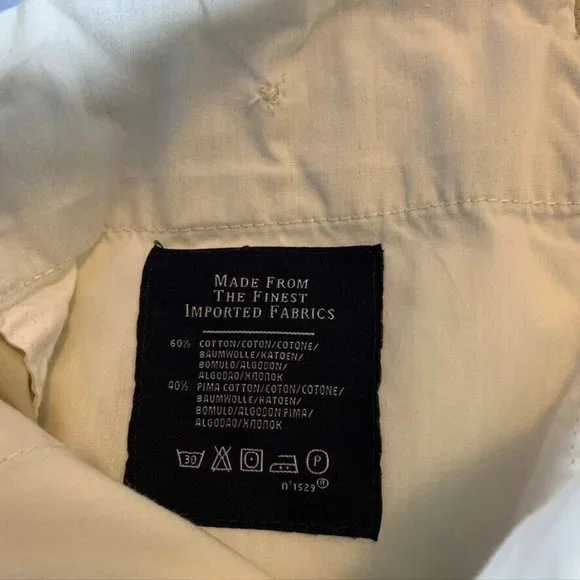 MADE FROM
THE FINEST
IMPORTED FABRICS
60% COTTON/COTON/COTONE/
BAUMWOLLE/KATOEN/
BOMULD/ALGODON/
ALGODAO/ХЛОПОК
40% PIMA COTTON/COTON/COTONE/
BAUMWOLLE/KATOEN/
BOMULD/ALGODON PIMA/
ALGODAO/ХЛОПОК
30 P
n°1529